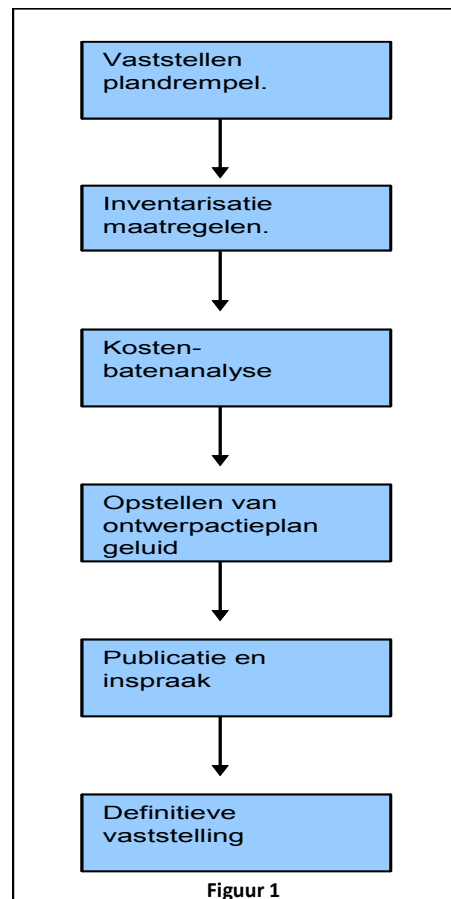 Vaststellen
plandrempel.
Inventarisatie
maatregelen.
Kosten-
batenanalyse
Opstellen van
ontwerpactieplan
geluid
Publicatie en
inspraak
Definitieve
vaststelling
Figuur 1